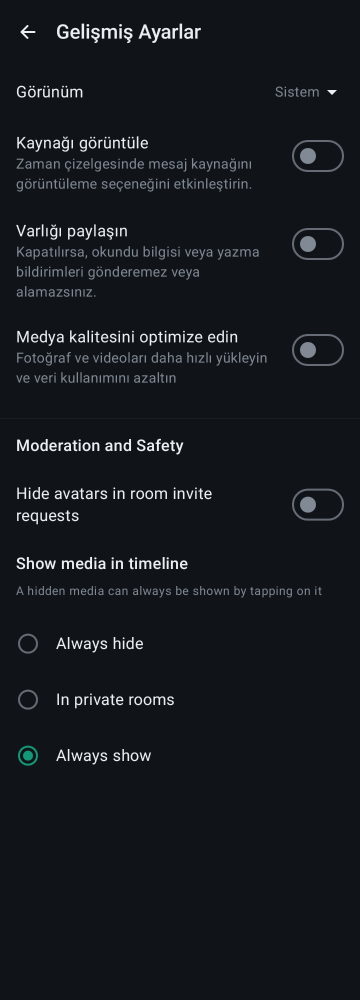 Gelişmiş Ayarlar
Görünüm
Sistem
Kaynağı görüntüle
Zaman çizelgesinde mesaj kaynağını
görüntüleme seçeneğini etkinleştirin.
Varlığı paylaşın
Kapatılırsa, okundu bilgisi veya yazma
bildirimleri gönderemez veya
alamazsınız.
Medya kalitesini optimize edin
Fotoğraf ve videoları daha hızlı yükleyin
ve veri kullanımını azaltın
Moderation and Safety
Hide avatars in room invite
requests
Show media in timeline
A hidden media can always be shown by tapping on it
Always hide
In private rooms
Always show